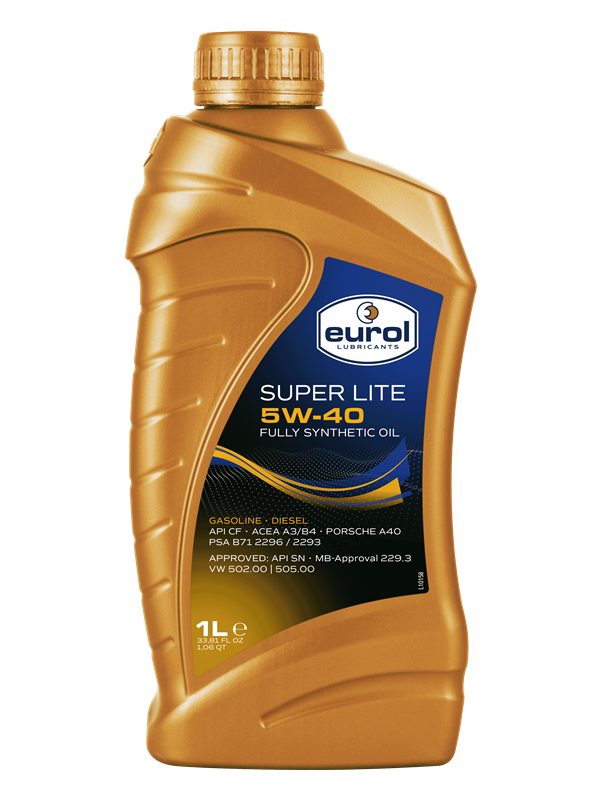 eurol
LUBRICANTS
SUPER LITE
5W-40
FULLY SYNTHETIC OIL
GASOLINE · DIESEL
API CF · ACEA A3/B4 · PORSCHE A40
PSA B71 2296 / 2293
APPROVED: API SN · MB-Approval 229.3
VW 502.00 | 505.00
1L ℮
33,81 FL OZ
1,06 QT
L10158